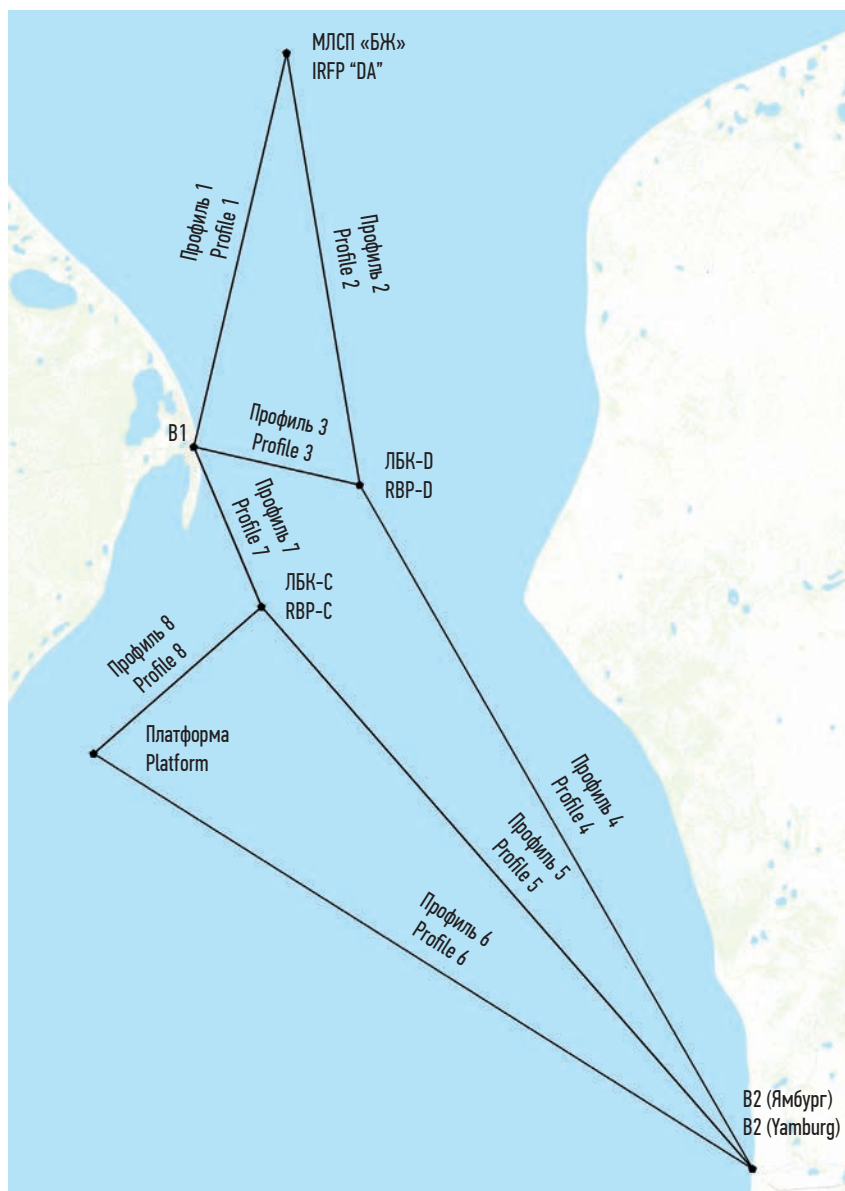 МЛСП «БЖ»
IRFP “DA”
Профиль 1
Profile 1
Профиль 2
Profile 2
B1
Профиль 3
Profile 3
ЛБК-D
RBP-D
Профиль 7
Profile 7
ЛБК-C
RBP-C
Профиль 8
Profile 8
Платформа
Platform
Профиль 4
Profile 4
Профиль 5
Profile 5
Профиль 6
Profile 6
B2 (Ямбург)
B2 (Yamburg)